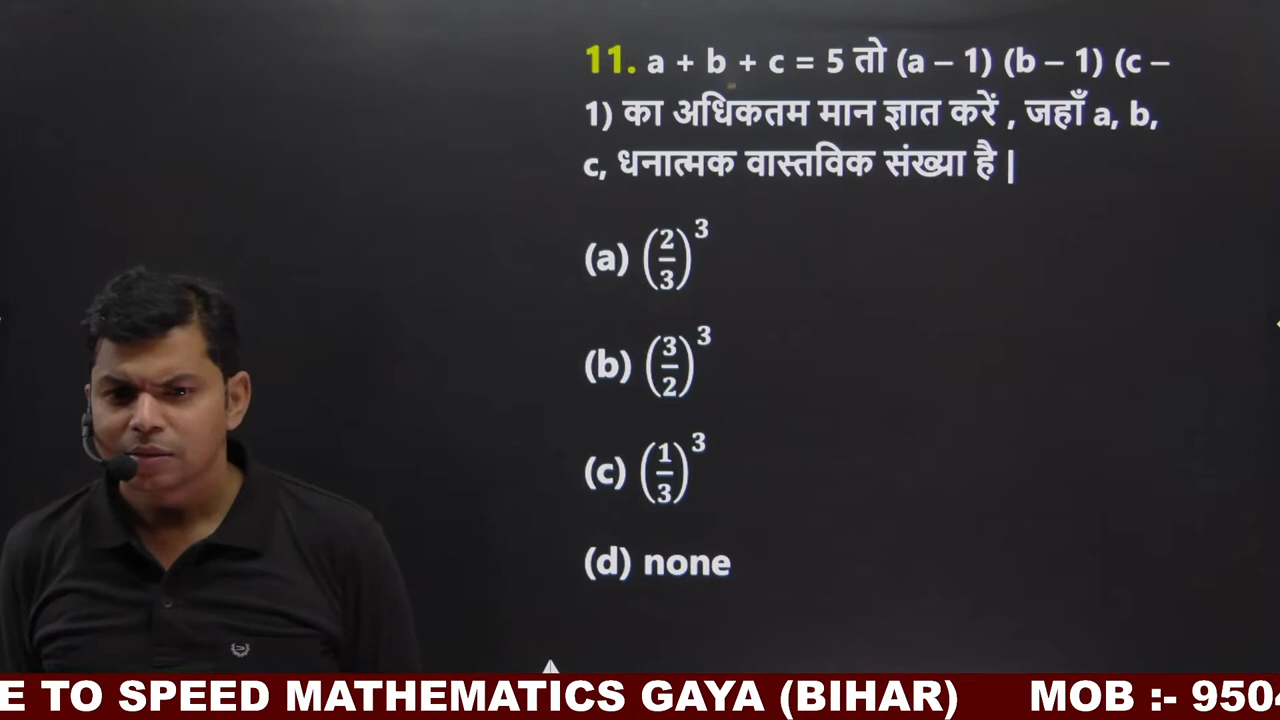 11. a + b + c = 5 तो (a – 1) (b – 1) (c –
1) का अधिकतम मान ज्ञात करें , जहाँ a, b,
c, धनात्मक वास्तविक संख्या है |
(a) (2/3)^3
(b) (3/2)^3
(c) (1/3)^3
(d) none
E TO SPEED MATHEMATICS GAYA (BIHAR) MOB :- 950